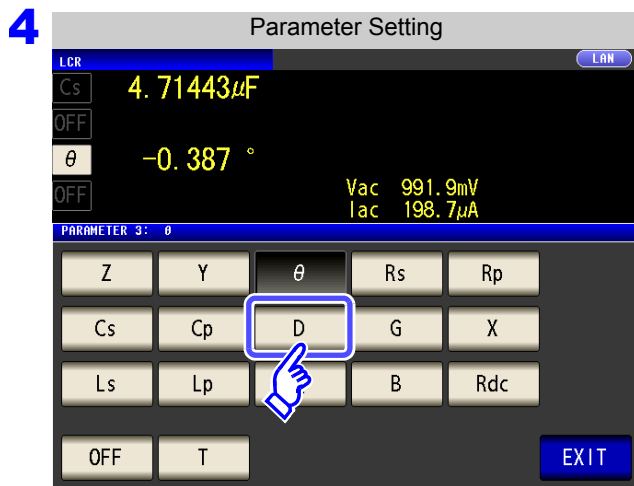 4
Parameter Setting
LCR
LAN
Cs 4.71443μF
OFF
θ -0.387 °
OFF
Vac 991.9mV
Iac 198.7μA
PARAMETER 3: θ
Z Y θ Rs Rp
Cs Cp D G X
Ls Lp B Rdc
OFF T EXIT